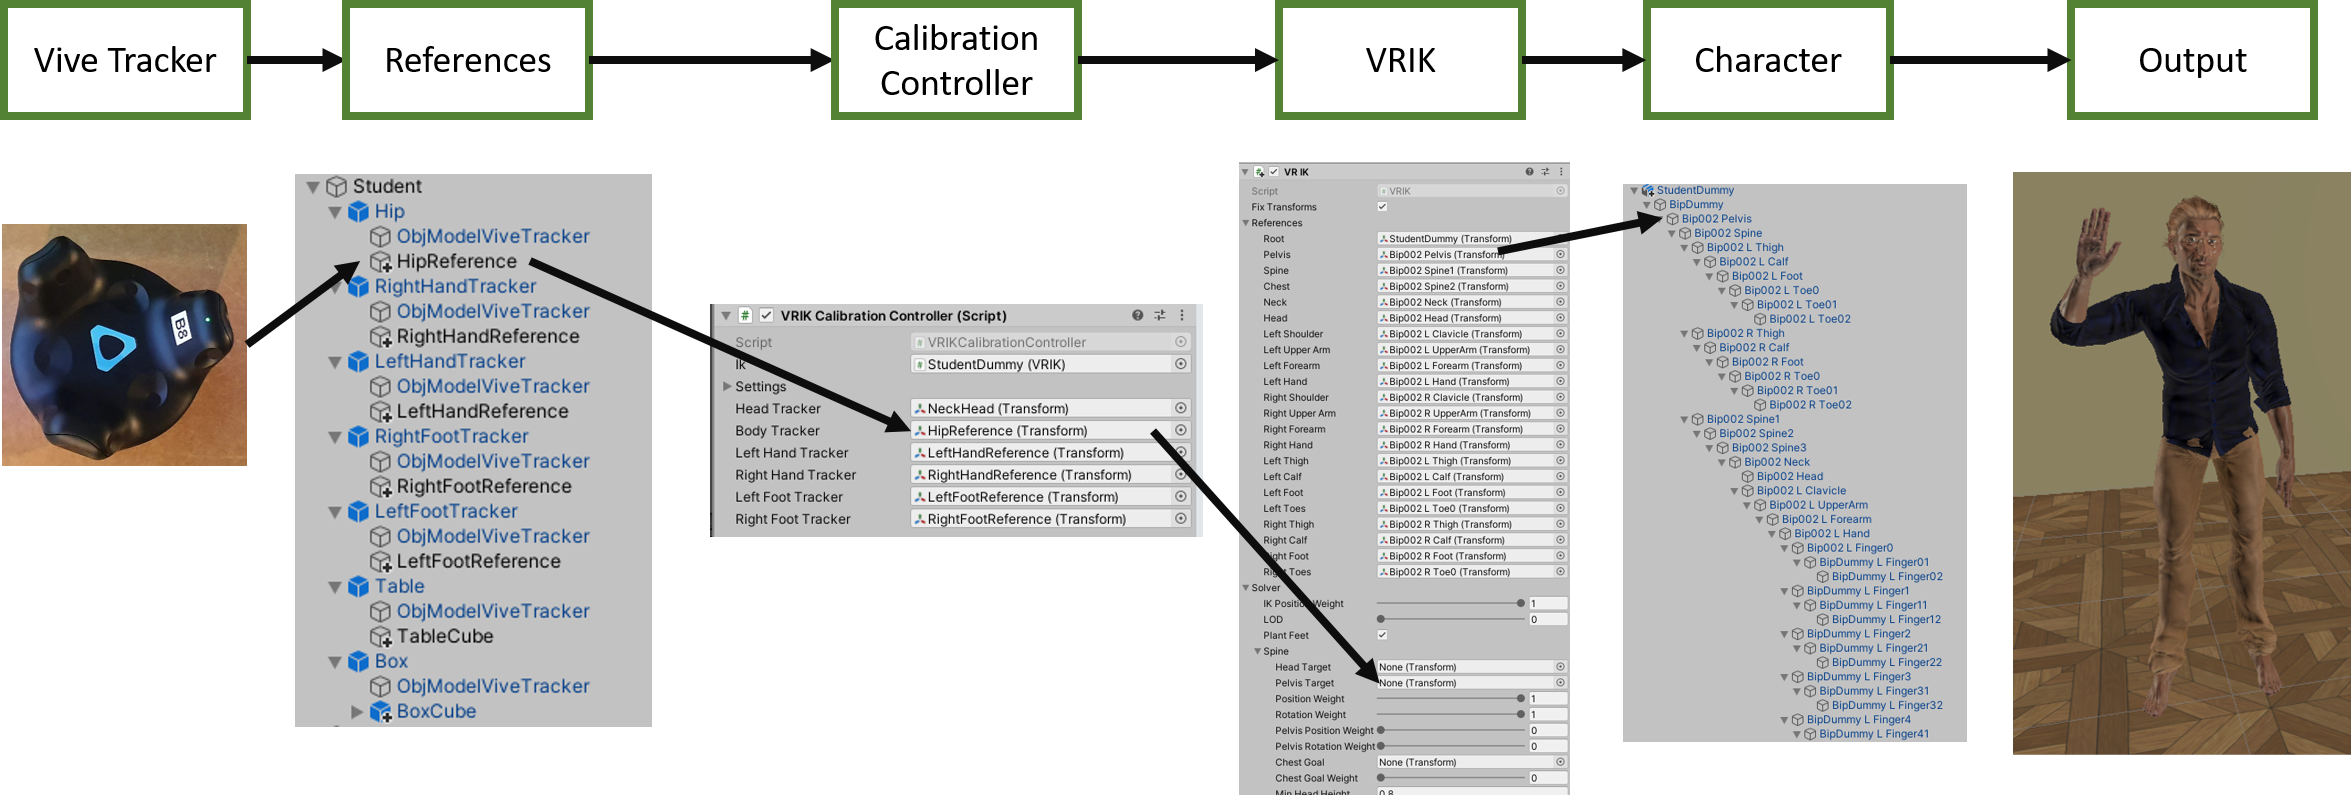 Vive Tracker
References
Calibration
Controller
VRIK
Character
Output
B8
Student
Hip
ObjModelViveTracker
HipReference
RightHandTracker
ObjModelViveTracker
RightHandReference
LeftHandTracker
ObjModelViveTracker
LeftHandReference
RightFootTracker
ObjModelViveTracker
RightFootReference
LeftFootTracker
ObjModelViveTracker
LeftFootReference
Table
ObjModelViveTracker
TableCube
Box
ObjModelViveTracker
BoxCube
# VRIK Calibration Controller (Script)
Script VRIKCalibrationController
Ik StudentDummy (VRIK)
Settings
Head Tracker NeckHead (Transform)
Body Tracker HipReference (Transform)
Left Hand Tracker LeftHandReference (Transform)
Right Hand Tracker RightHandReference (Transform)
Left Foot Tracker LeftFootReference (Transform)
Right Foot Tracker RightFootReference (Transform)
VR IK
Script VRIK
Fix Transforms
References
Root StudentDummy (Transform)
Pelvis Bip002 Pelvis (Transform)
Spine Bip002 Spine1 (Transform)
Chest Bip002 Spine2 (Transform)
Neck Bip002 Neck (Transform)
Head Bip002 Head (Transform)
Left Shoulder Bip002 L Clavicle (Transform)
Left Upper Arm Bip002 L UpperArm (Transform)
Left Forearm Bip002 L Forearm (Transform)
Left Hand Bip002 L Hand (Transform)
Right Shoulder Bip002 R Clavicle (Transform)
Right Upper Arm Bip002 R UpperArm (Transform)
Right Forearm Bip002 R Forearm (Transform)
Right Hand Bip002 R Hand (Transform)
Left Thigh Bip002 L Thigh (Transform)
Left Calf Bip002 L Calf (Transform)
Left Foot Bip002 L Foot (Transform)
Left Toes Bip002 L Toe0 (Transform)
Right Thigh Bip002 R Thigh (Transform)
Right Calf Bip002 R Calf (Transform)
Right Foot Bip002 R Foot (Transform)
Right Toes Bip002 R Toe0 (Transform)
Solver
IK Position Weight 1
LOD 0
Plant Feet
Spine
Head Target None (Transform)
Pelvis Target None (Transform)
Position Weight 1
Rotation Weight 1
Pelvis Position Weight 0
Pelvis Rotation Weight 0
Chest Goal None (Transform)
Chest Goal Weight 0
Min Head Height 0.8
StudentDummy
BipDummy
Bip002 Pelvis
Bip002 Spine
Bip002 L Thigh
Bip002 L Calf
Bip002 L Foot
Bip002 L Toe0
Bip002 L Toe01
Bip002 L Toe02
Bip002 R Thigh
Bip002 R Calf
Bip002 R Foot
Bip002 R Toe0
Bip002 R Toe01
Bip002 R Toe02
Bip002 Spine1
Bip002 Spine2
Bip002 Spine3
Bip002 Neck
Bip002 Head
Bip002 L Clavicle
Bip002 L UpperArm
Bip002 L Forearm
Bip002 L Hand
Bip002 L Finger0
BipDummy L Finger01
BipDummy L Finger02
BipDummy L Finger1
BipDummy L Finger11
BipDummy L Finger12
BipDummy L Finger2
BipDummy L Finger21
BipDummy L Finger22
BipDummy L Finger3
BipDummy L Finger31
BipDummy L Finger32
BipDummy L Finger4
BipDummy L Finger41